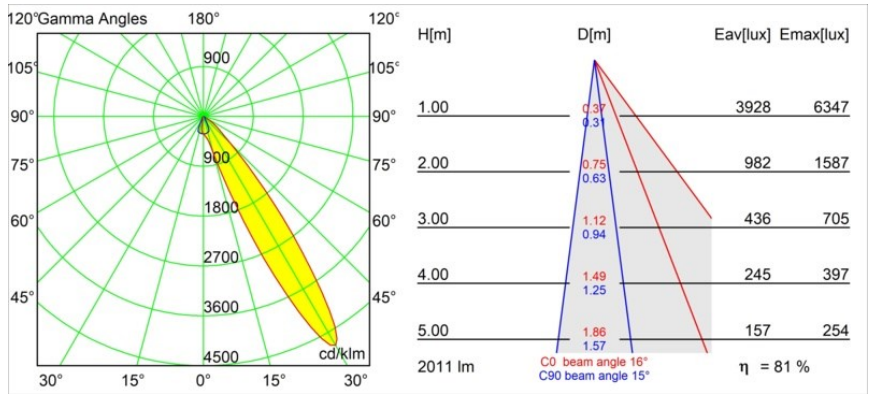 120° Gamma Angles 180° 120°
105° 900 105°
90° 90°
75° 900 75°
1800
60° 60°
2700
45° 3600 45°
cd/klm
4500
30° 15° 0° 15° 30°
H[m] D[m] Eav[lux] Emax[lux]
1.00 0.37 3928 6347
0.31
2.00 0.75 982 1587
0.63
3.00 1.12 436 705
0.94
4.00 1.49 245 397
1.25
5.00 1.86 157 254
1.57
2011 lm C0 beam angle 16° η = 81 %
C90 beam angle 15°